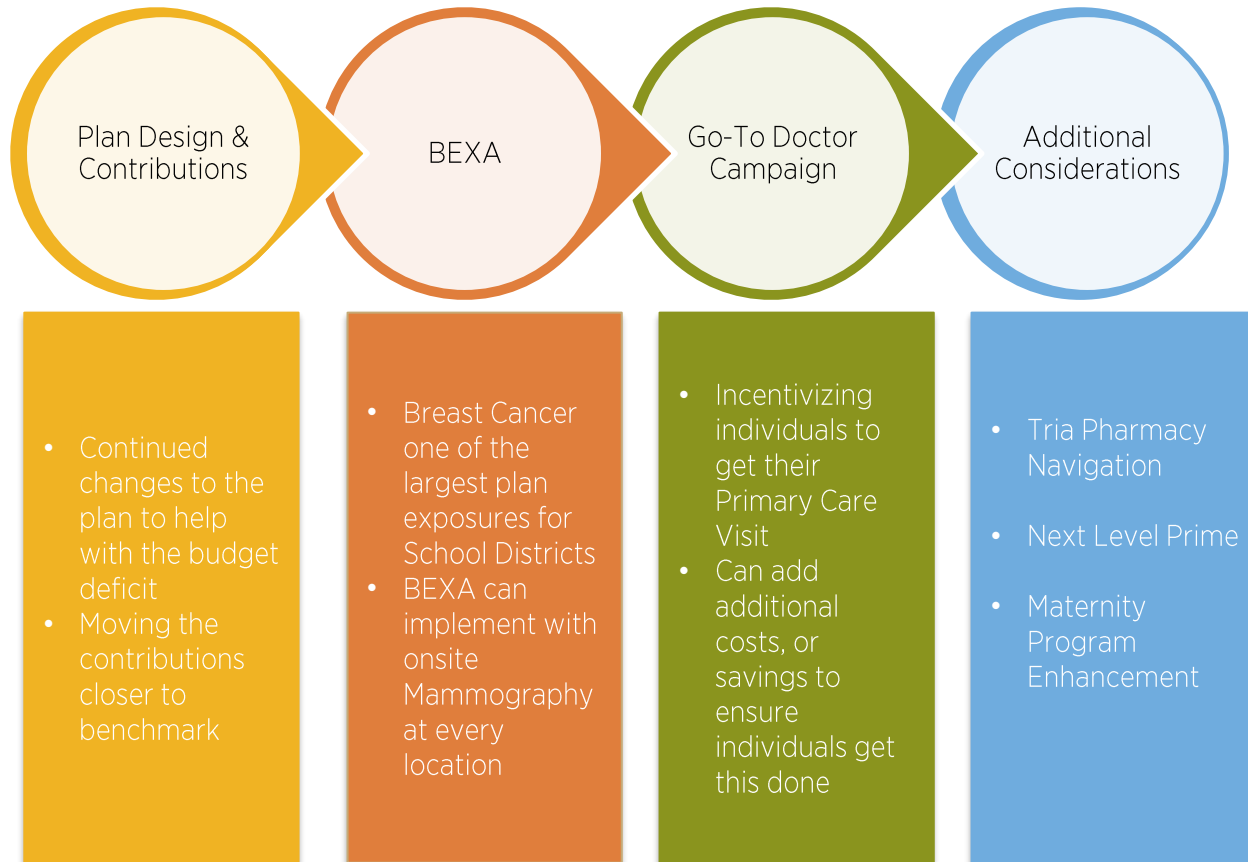 Plan Design &
Contributions
BEXA
Go-To Doctor
Campaign
Additional
Considerations
• Continued
changes to the
plan to help
with the budget
deficit
• Moving the
contributions
closer to
benchmark
• Breast Cancer
one of the
largest plan
exposures for
School Districts
• BEXA can
implement with
onsite
Mammography
at every
location
• Incentivizing
individuals to
get their
Primary Care
Visit
• Can add
additional
costs, or
savings to
ensure
individuals get
this done
• Tria Pharmacy
Navigation
• Next Level Prime
• Maternity
Program
Enhancement